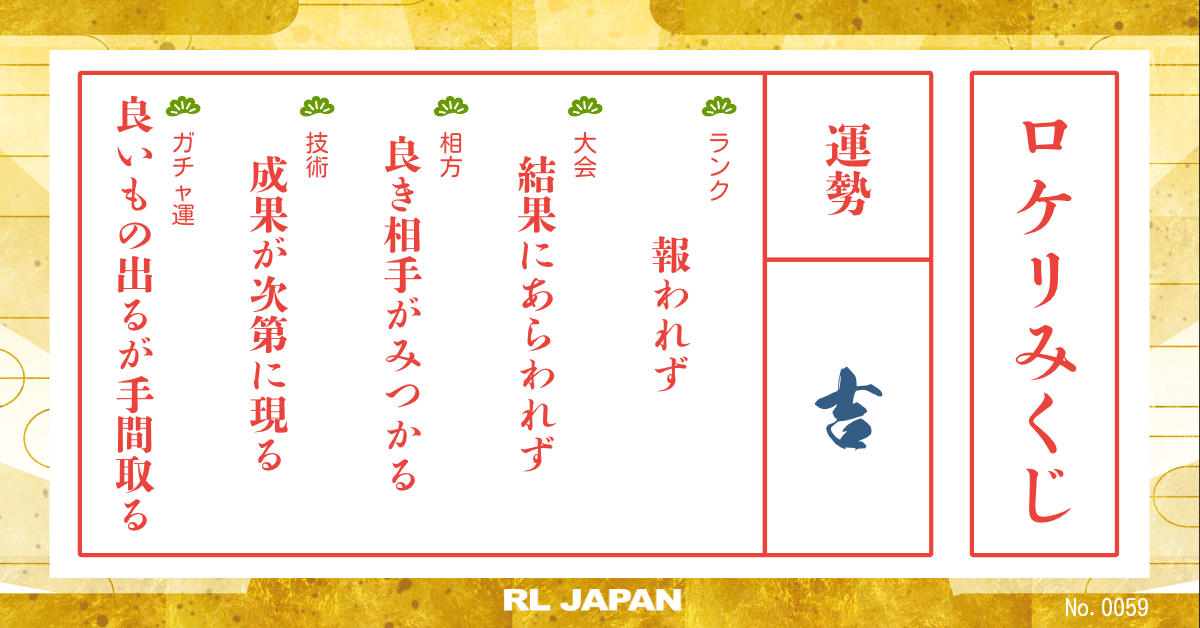 ロケリみくじ
運勢
吉
ランク
報われず
大会
結果にあらわれず
相方
良き相手がみつかる
技術
成果が次第に現る
ガチャ運
良いもの出るが手間取る
RL JAPAN
No. 0059